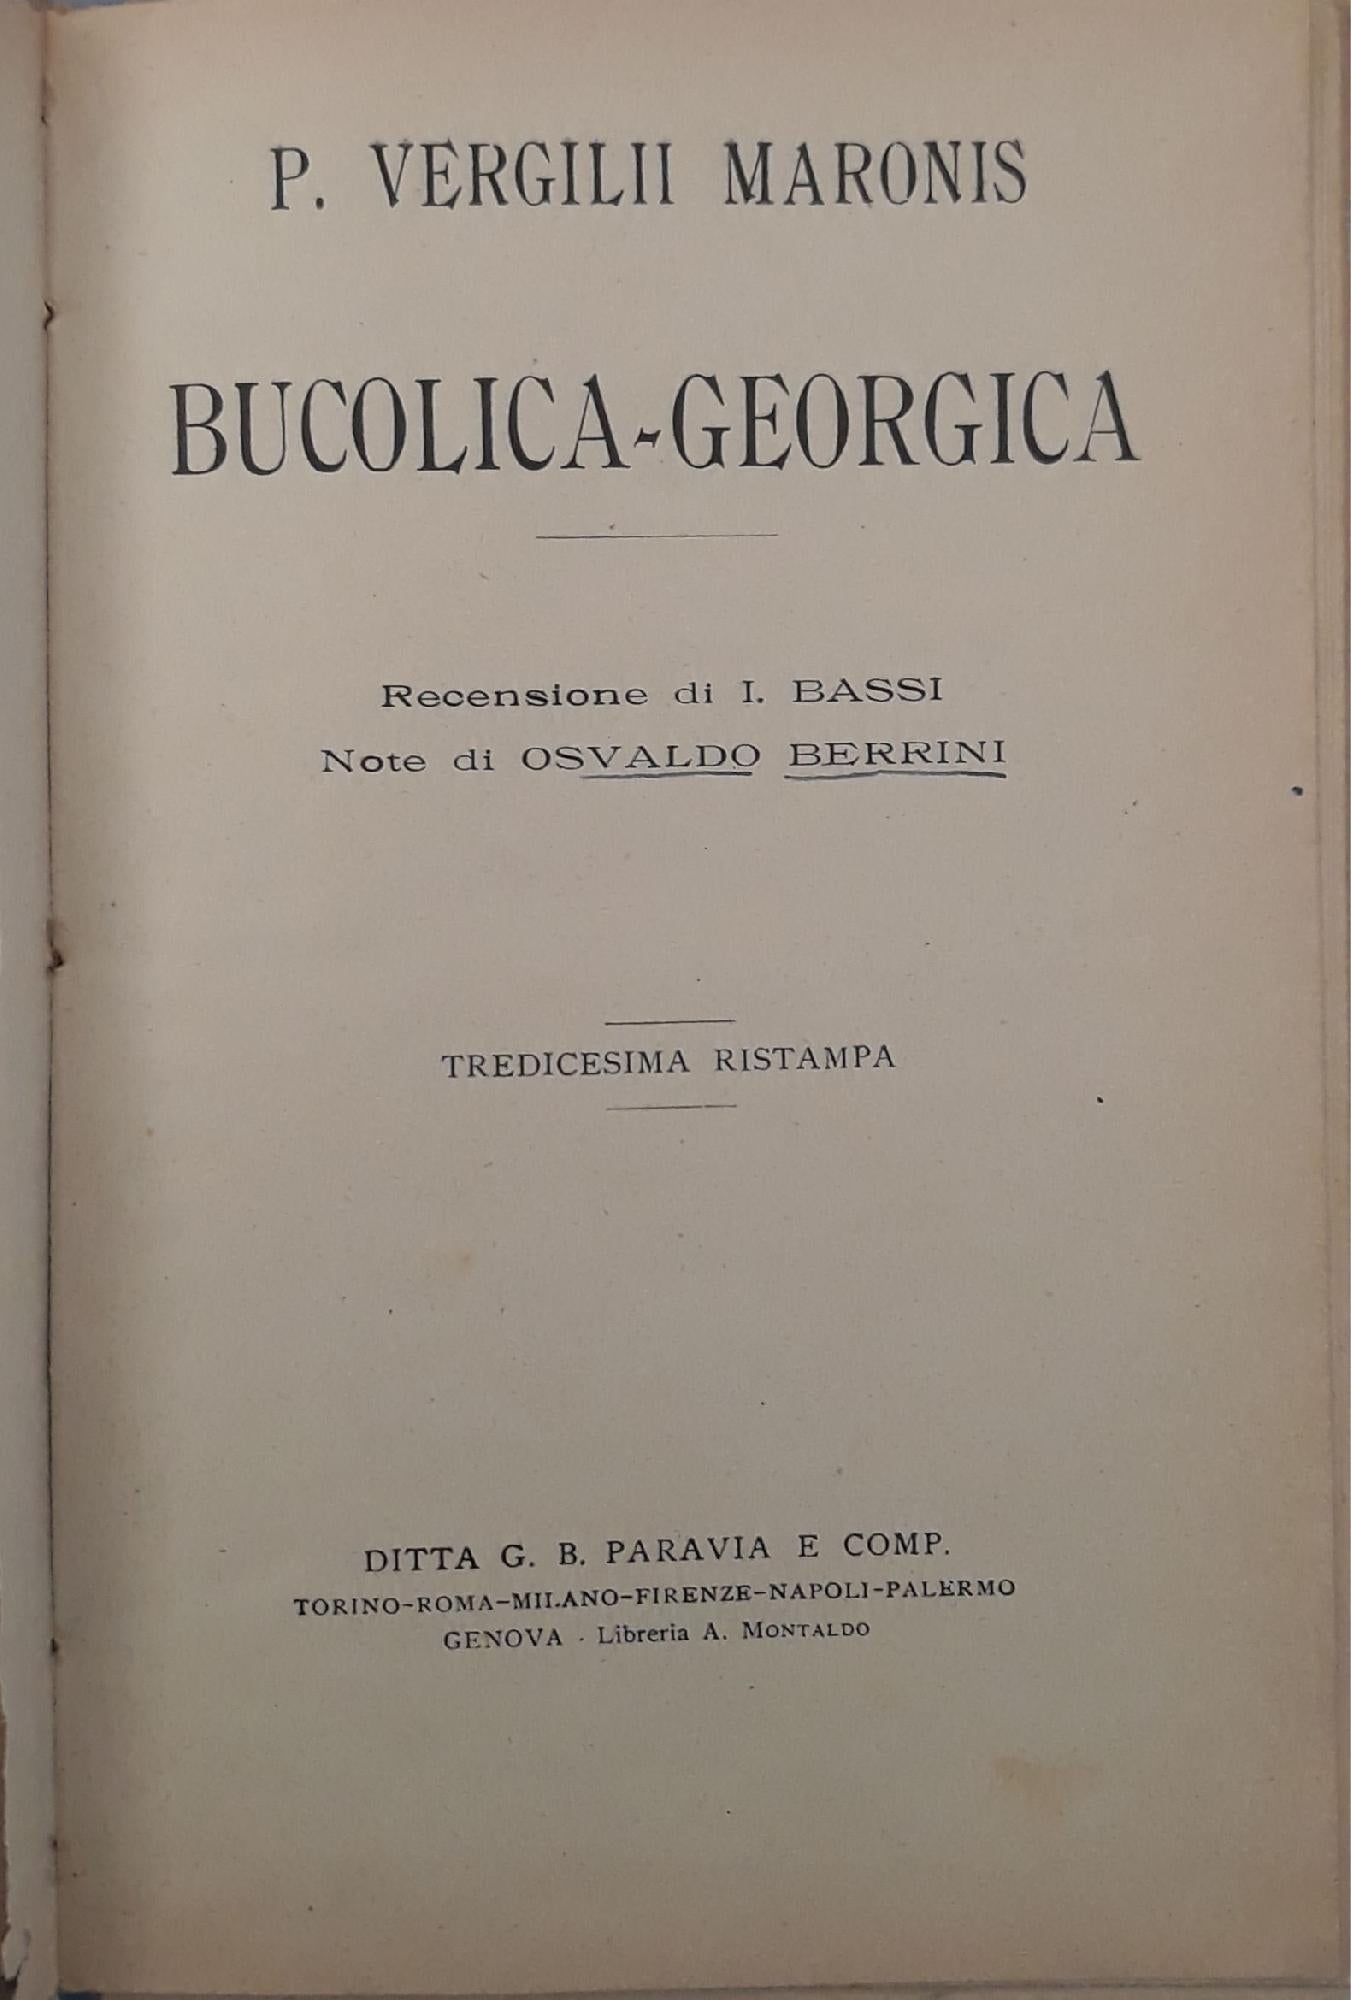 P. VERGILII MARONIS
BUCOLICA-GEORGICA
Recensione di I. BASSI
Note di OSVALDO BERRINI
TREDICESIMA RISTAMPA
DITTA G. B. PARAVIA E COMP.
TORINO-ROMA-MILANO-FIRENZE-NAPOLI-PALERMO
GENOVA - Libreria A. MONTALDO